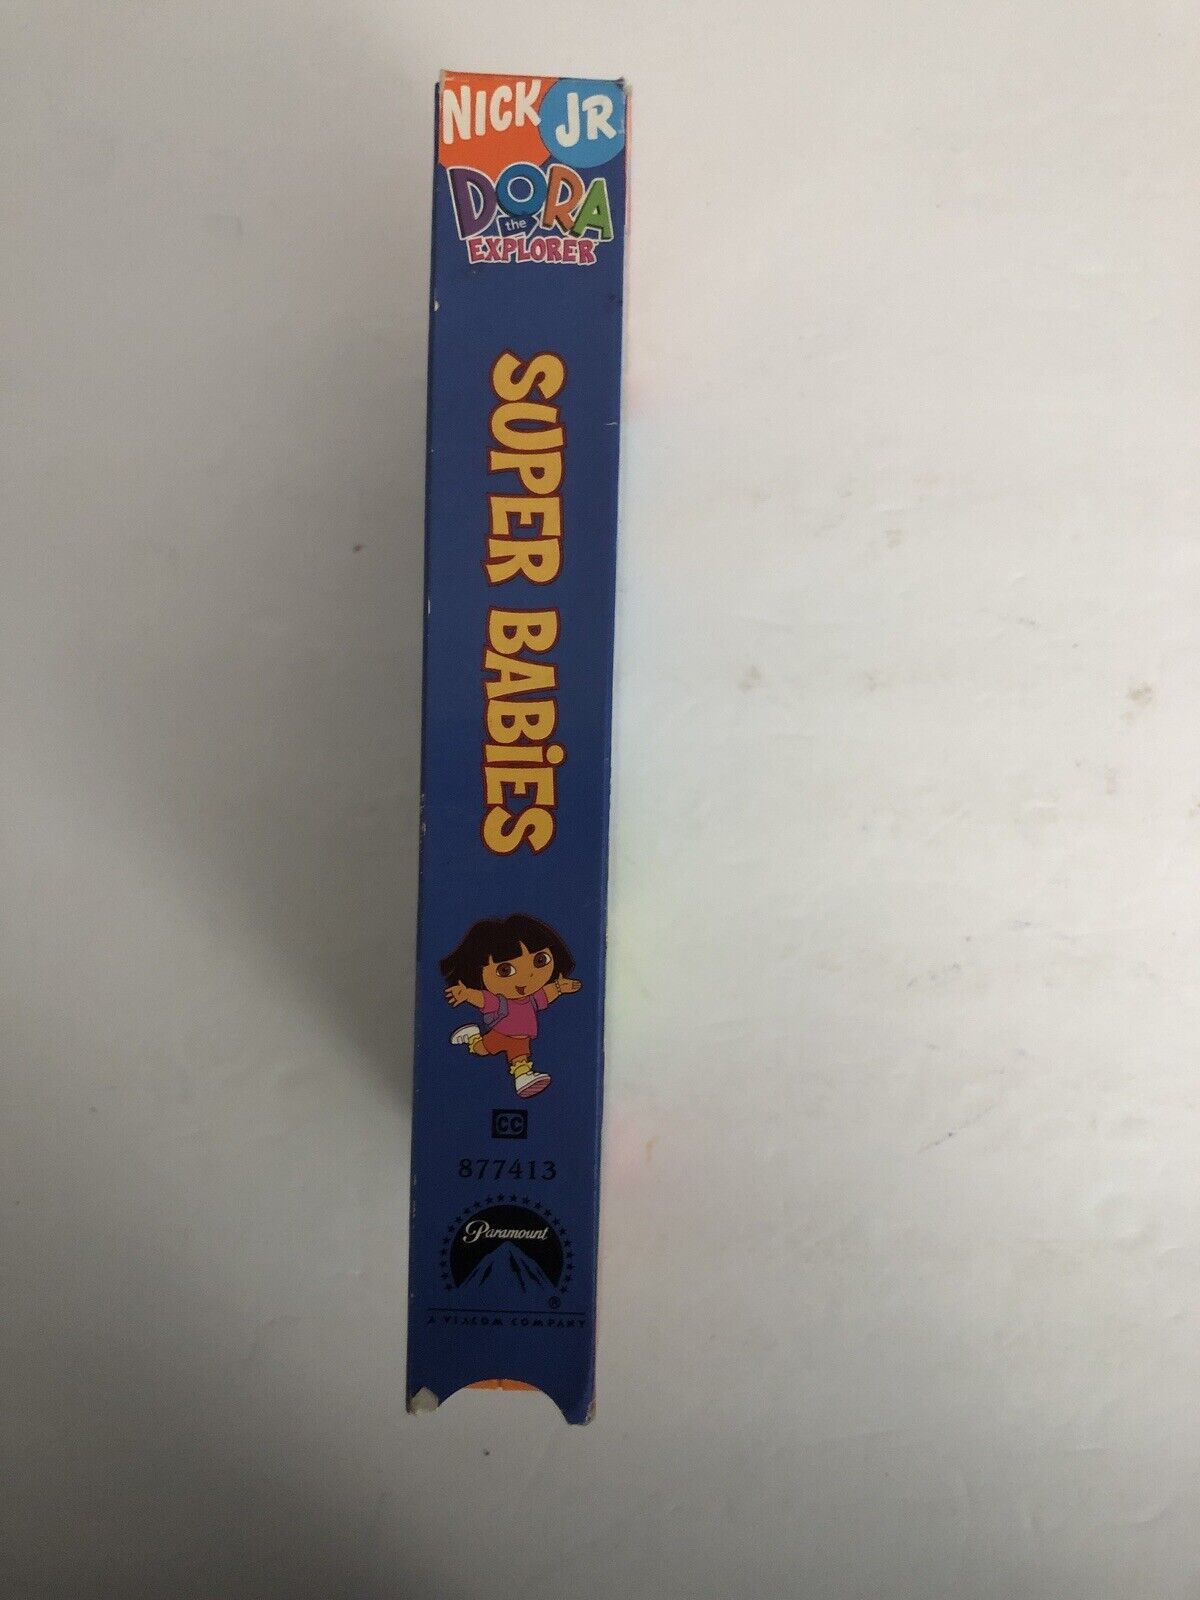 NICK JR
DORA
the
EXPLORER
SUPER BABiES
CC
877413
Paramount
®
A VIACOM COMPANY